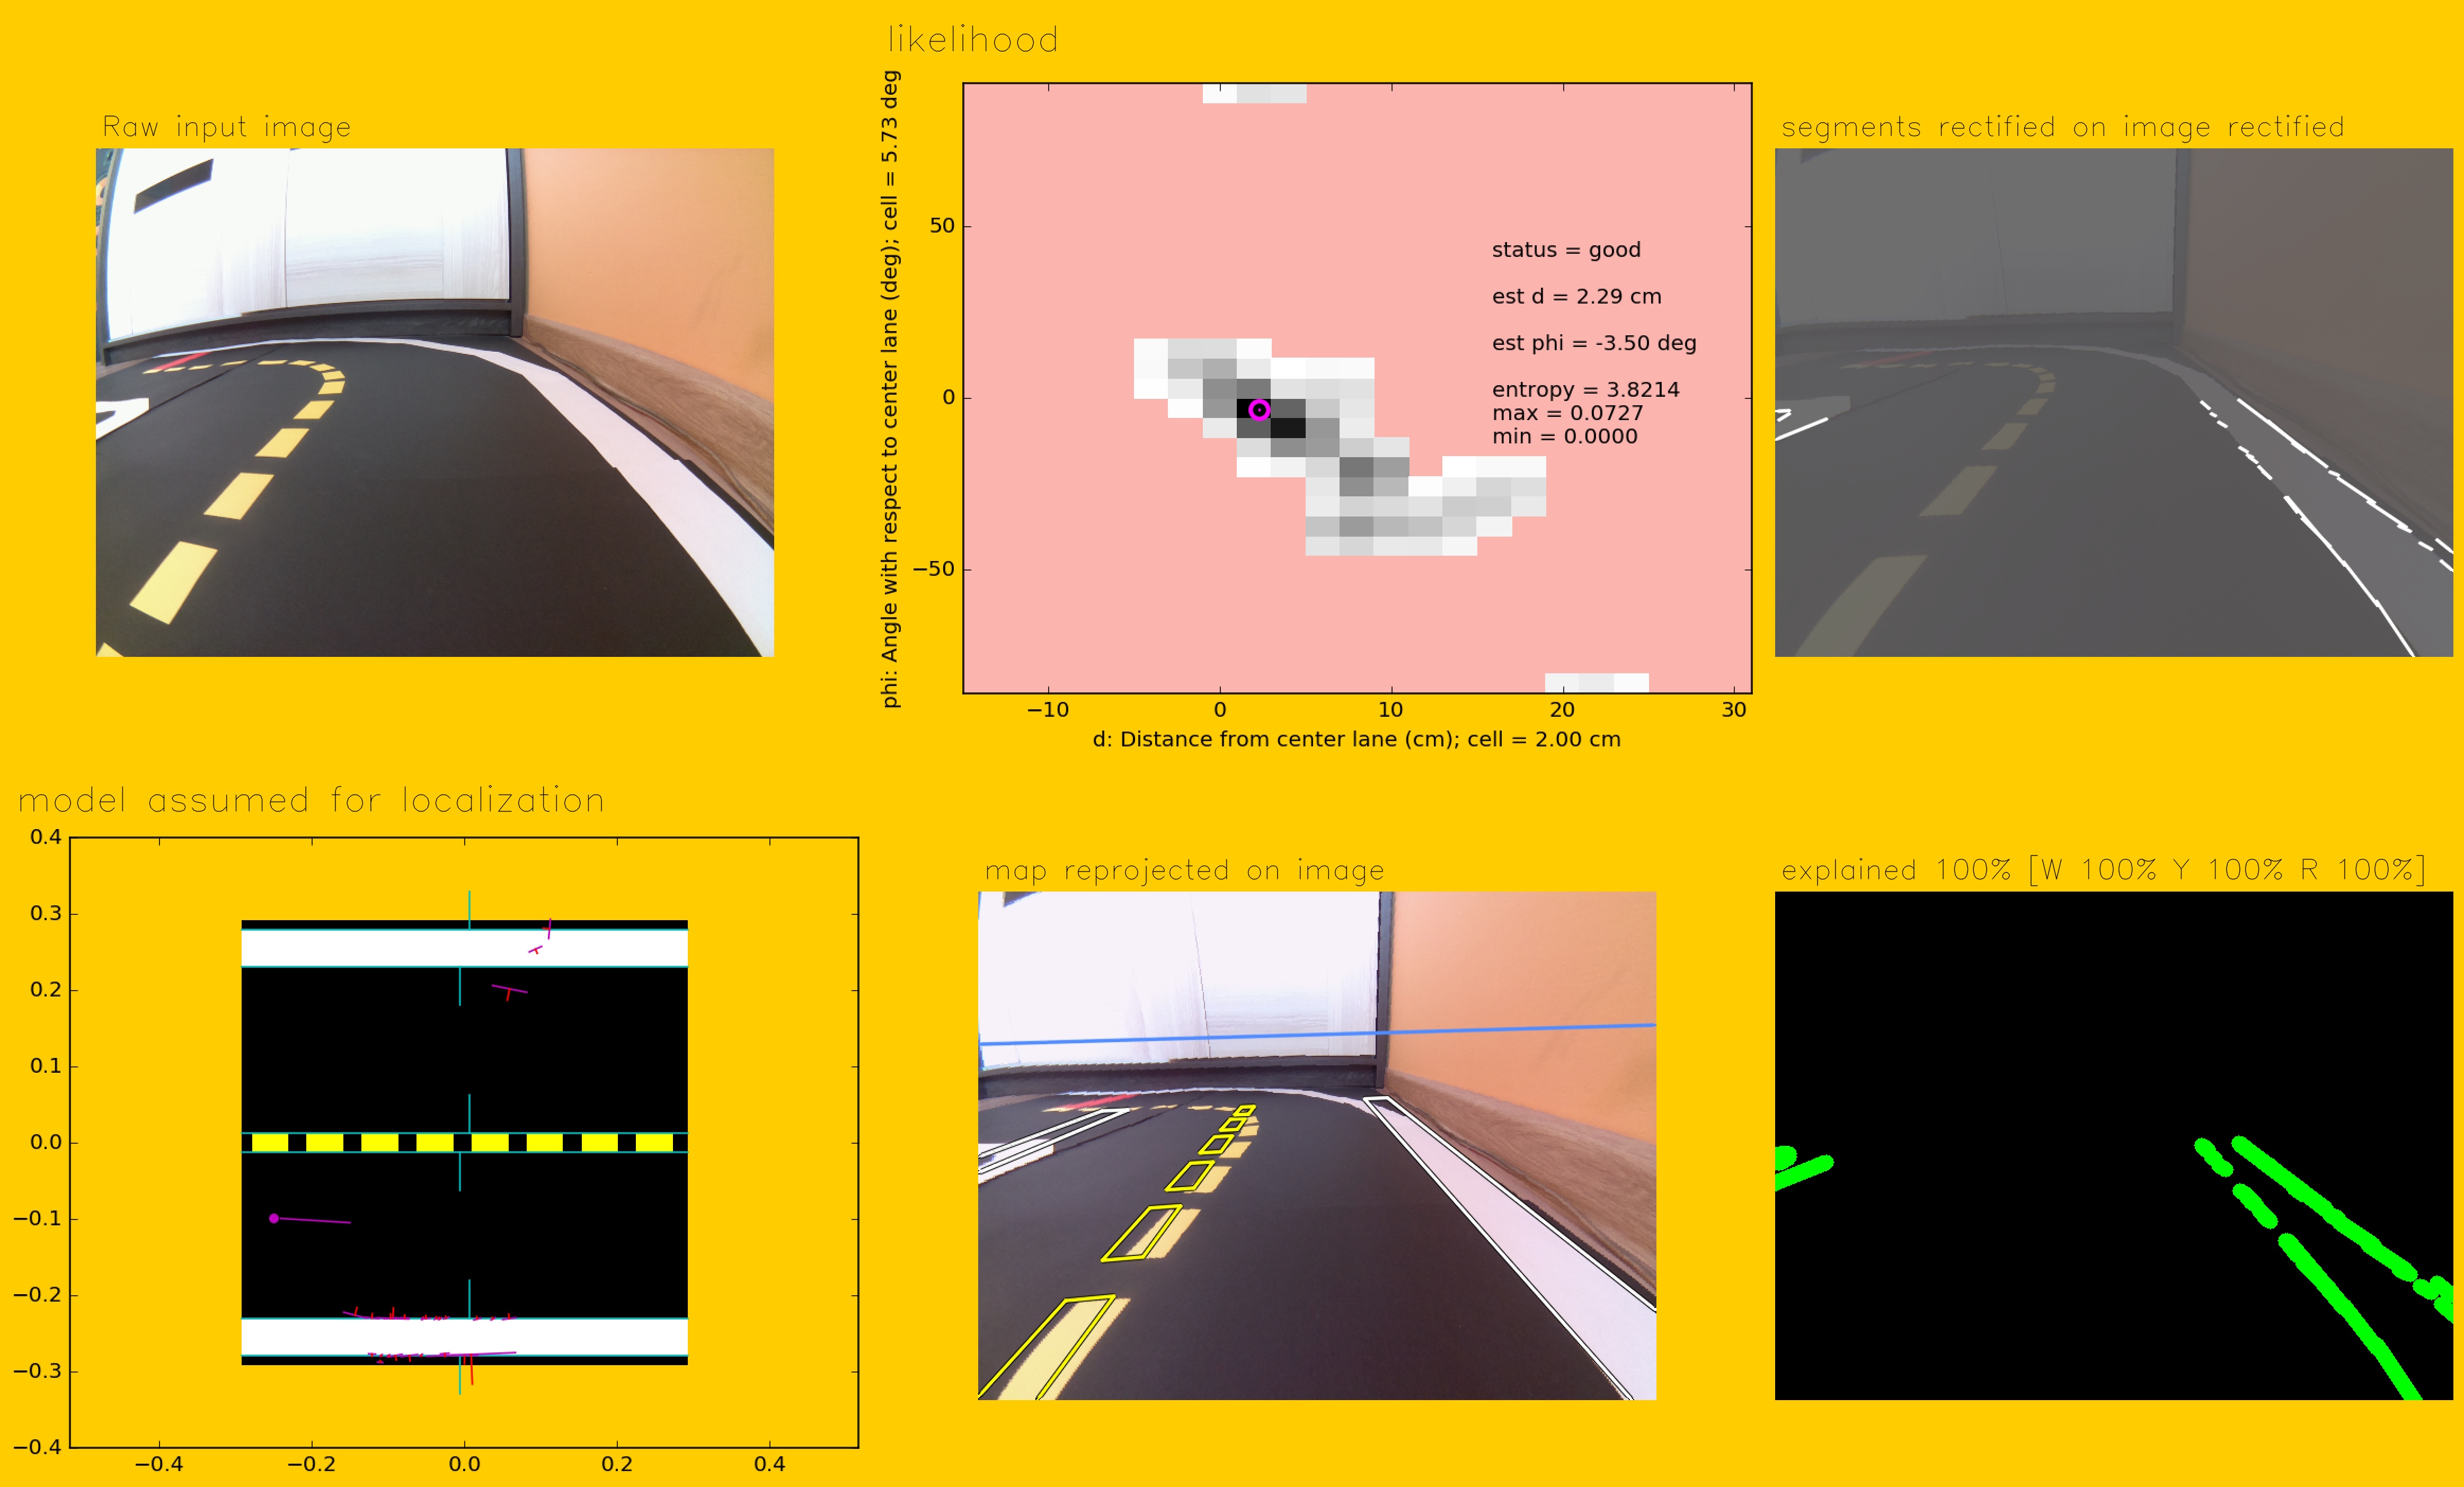 likelihood
Raw input image
segments rectified on image rectified
phi: Angle with respect to center lane (deg); cell = 5.73 deg
50
0
−50
status = good
est d = 2.29 cm
est phi = -3.50 deg
entropy = 3.8214
max = 0.0727
min = 0.0000
−10 0 10 20 30
d: Distance from center lane (cm); cell = 2.00 cm
model assumed for localization
0.4
0.3
0.2
0.1
0.0
−0.1
−0.2
−0.3
−0.4
−0.4 −0.2 0.0 0.2 0.4
map reprojected on image
explained 100% [W 100% Y 100% R 100%]